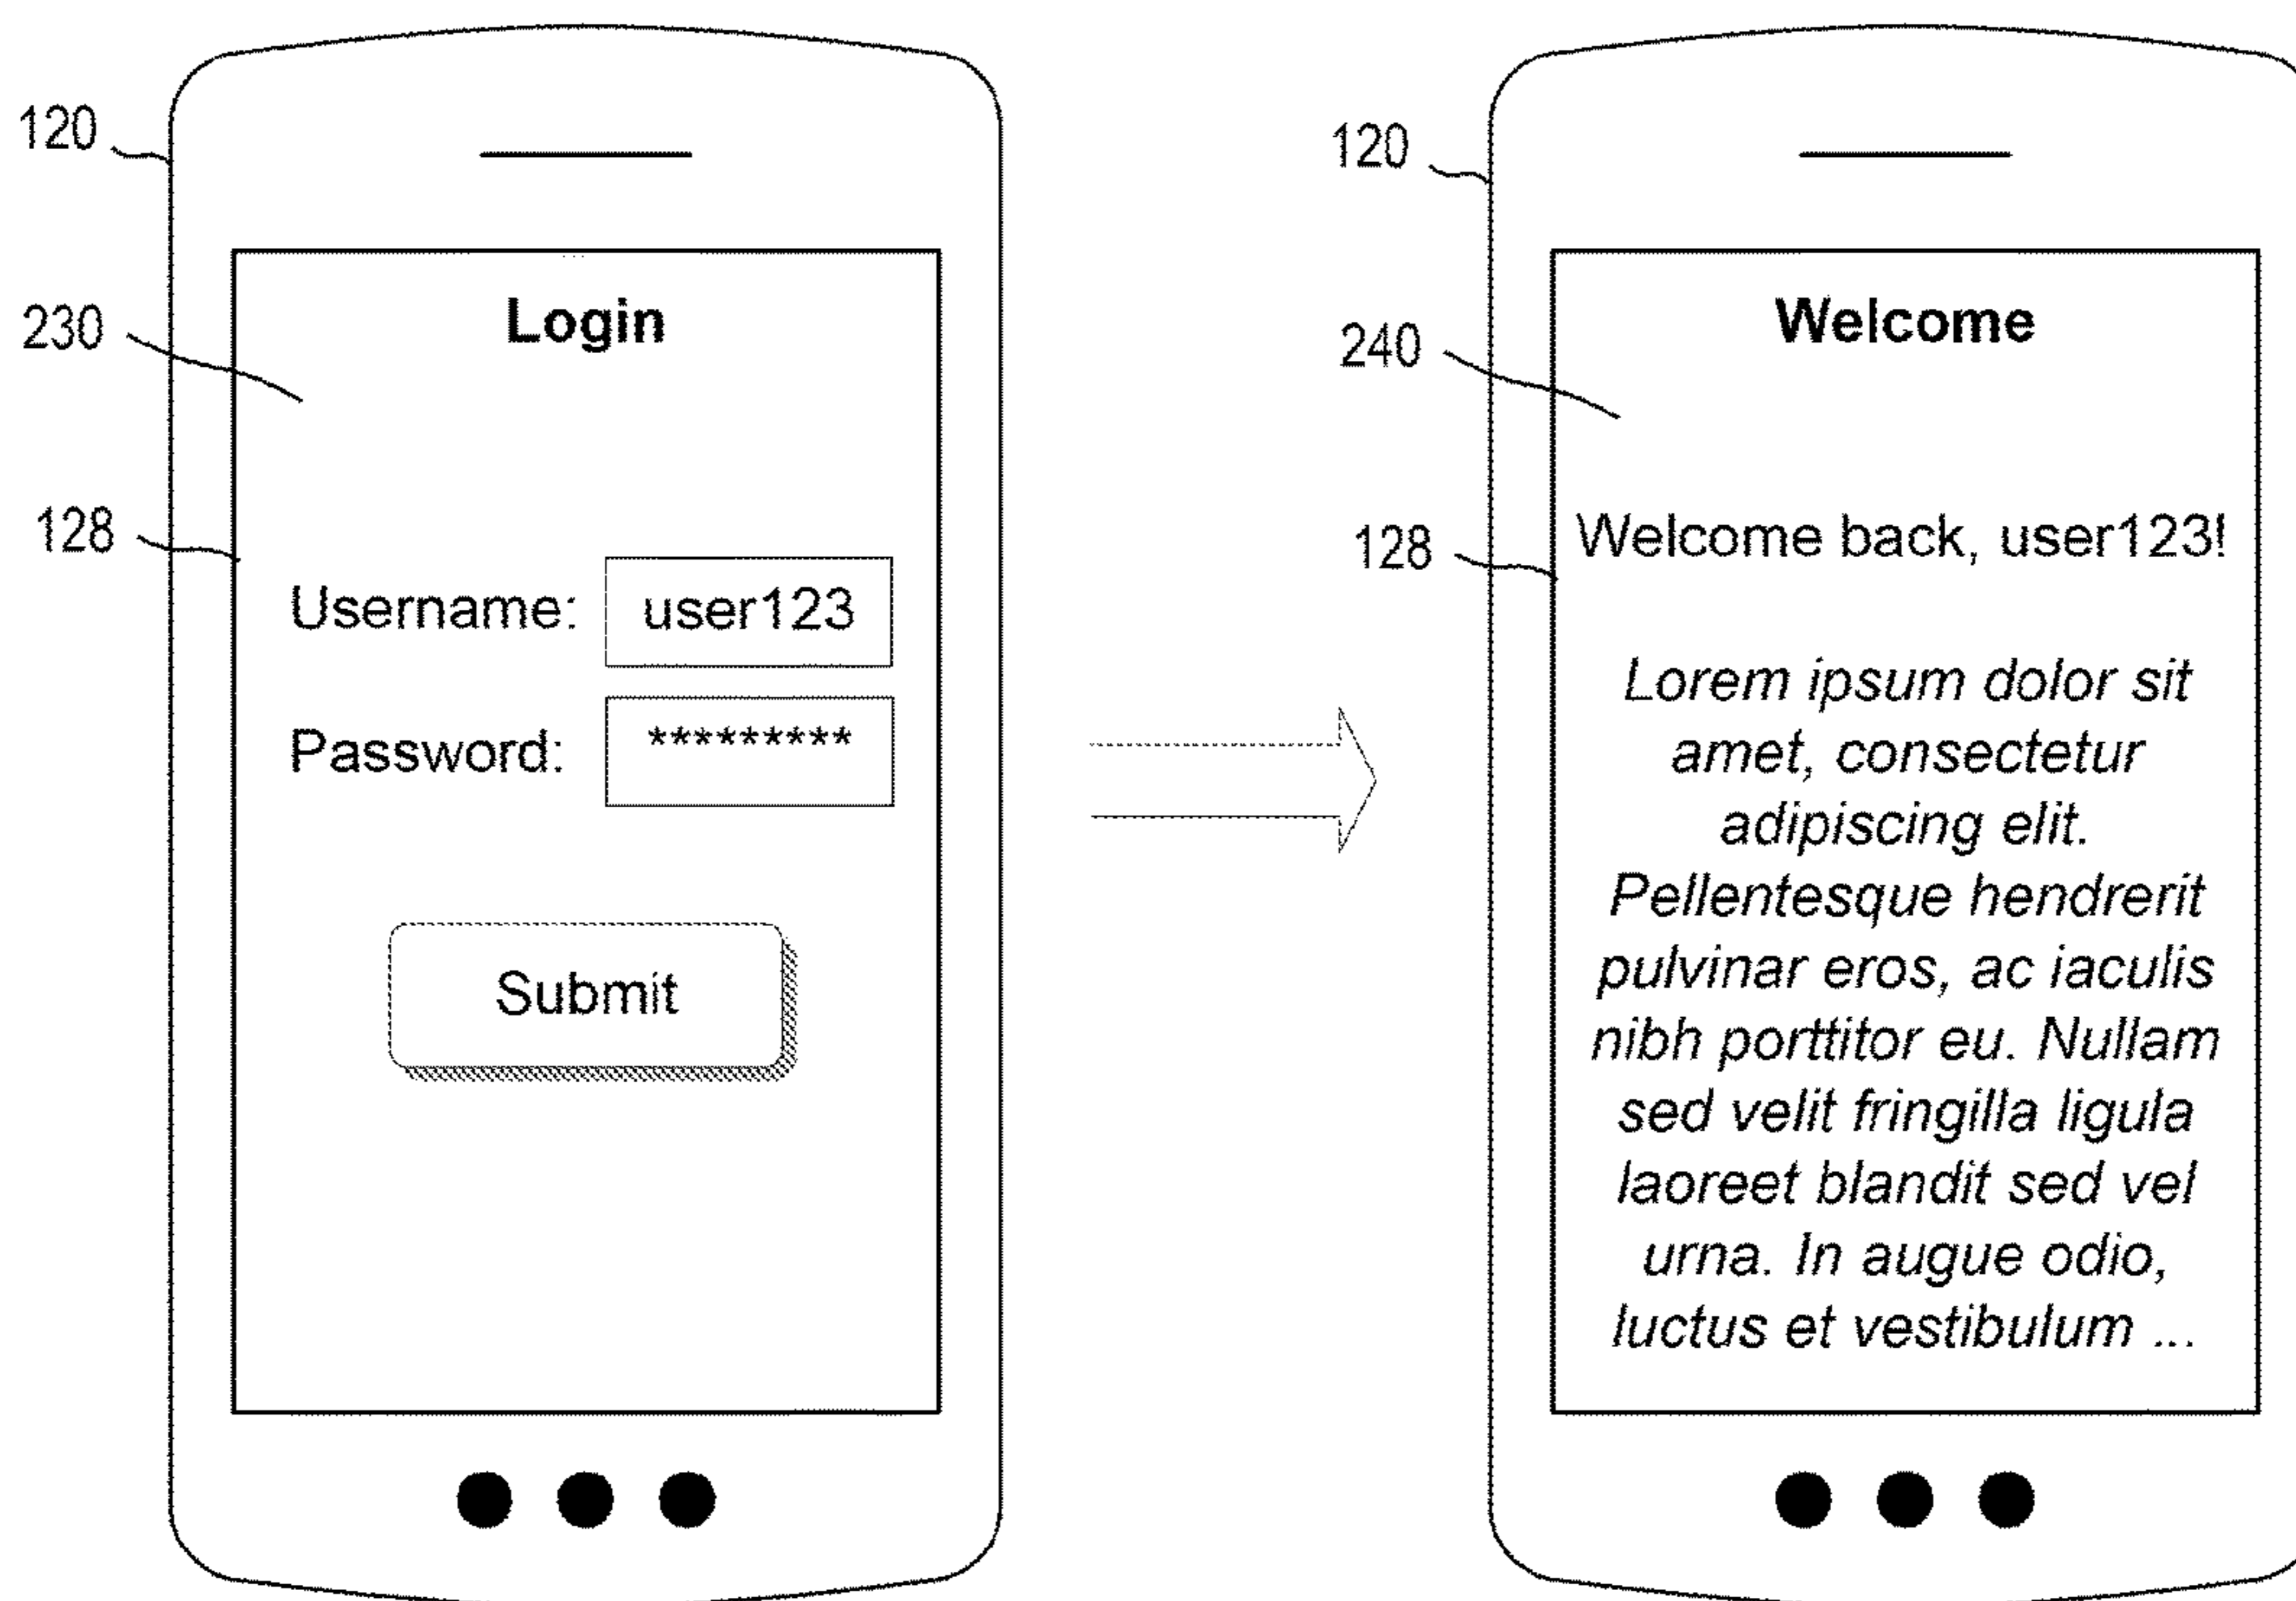 120
230
128
Login
Username: user123
Password: *********
Submit
120
240
128
Welcome
Welcome back, user123!
Lorem ipsum dolor sit
amet, consectetur
adipiscing elit.
Pellentesque hendrerit
pulvinar eros, ac iaculis
nibh porttitor eu. Nullam
sed velit fringilla ligula
laoreet blandit sed vel
urna. In augue odio,
luctus et vestibulum ...